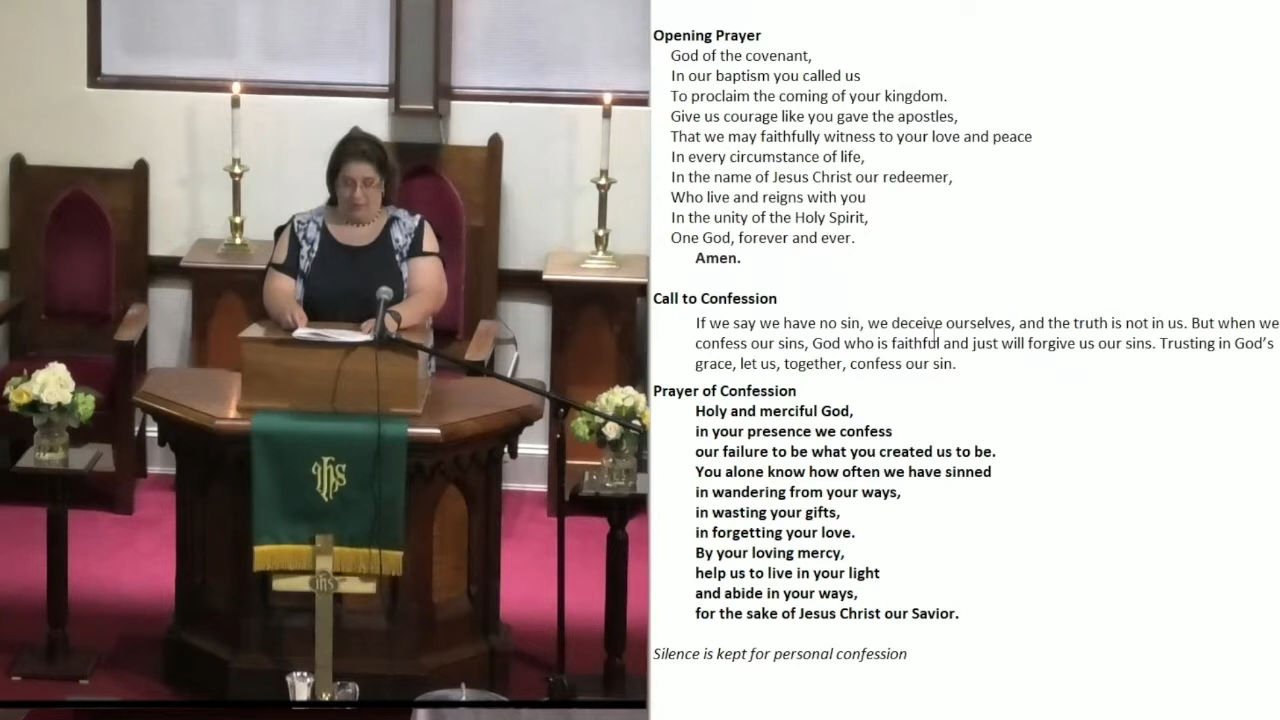 Opening Prayer
God of the covenant,
In our baptism you called us
To proclaim the coming of your kingdom.
Give us courage like you gave the apostles,
That we may faithfully witness to your love and peace
In every circumstance of life,
In the name of Jesus Christ our redeemer,
Who live and reigns with you
In the unity of the Holy Spirit,
One God, forever and ever.
Amen.
Call to Confession
If we say we have no sin, we deceive ourselves, and the truth is not in us. But when we
confess our sins, God who is faithful and just will forgive us our sins. Trusting in God's
grace, let us, together, confess our sin.
Prayer of Confession
Holy and merciful God,
in your presence we confess
our failure to be what you created us to be.
You alone know how often we have sinned
in wandering from your ways,
in wasting your gifts,
in forgetting your love.
By your loving mercy,
help us to live in your light
and abide in your ways,
for the sake of Jesus Christ our Savior.
Silence is kept for personal confession
IHS
IHS